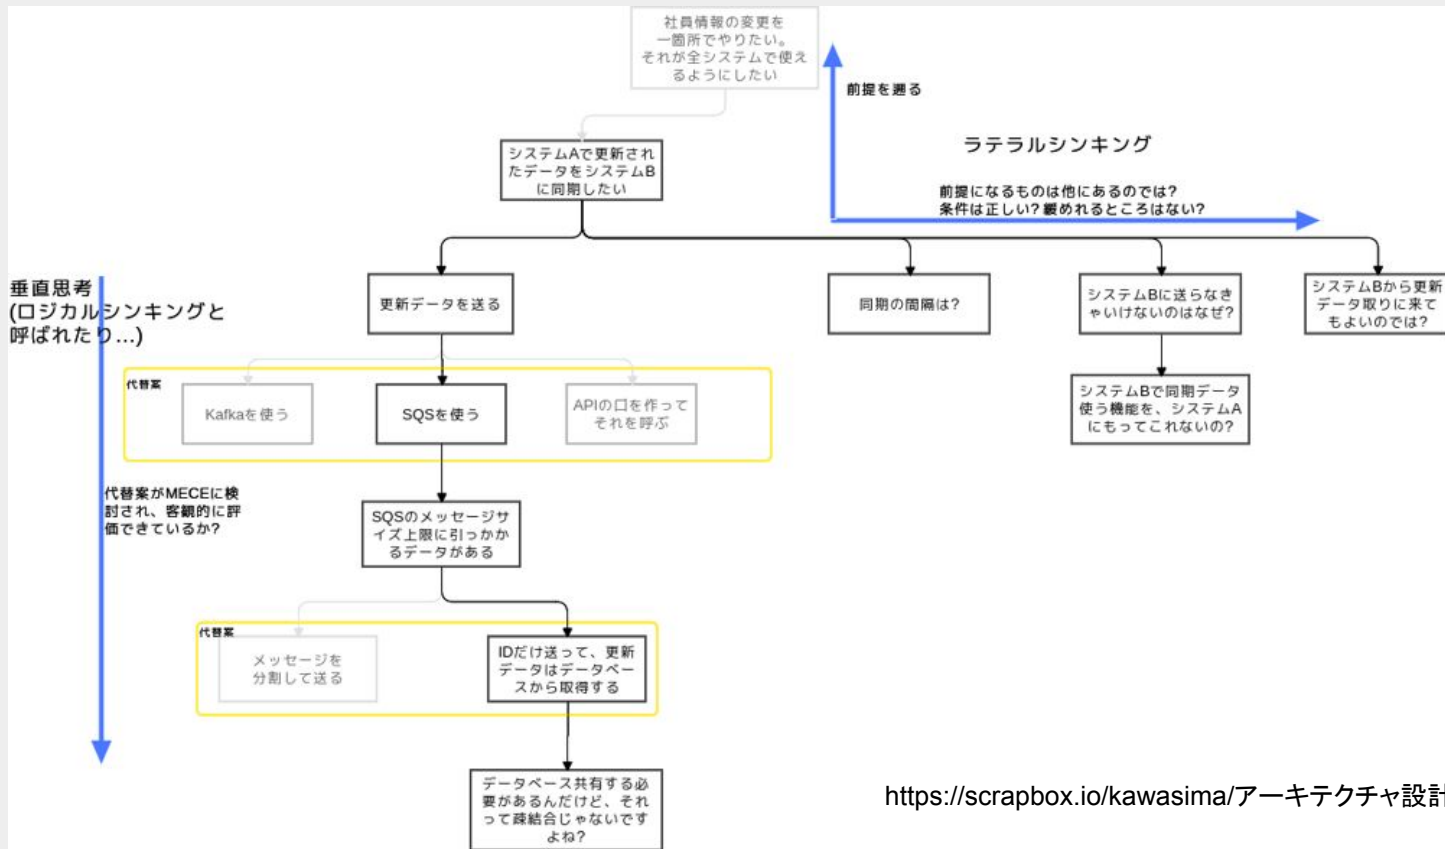 社員情報の変更を
一箇所でやりたい。
それが全システムで使え
るようにしたい
前提を遡る
ラテラルシンキング
システムAで更新され
たデータをシステムB
に同期したい
前提になるものは他にあるのでは?
条件は正しい? 緩めれるところはない?
垂直思考
(ロジカルシンキングと
呼ばれたり...)
更新データを送る
同期の間隔は?
システムBに送らなき
ゃいけないのはなぜ?
システムBから更新
データ取りに来て
もよいのでは?
代替案
Kafkaを使う
SQSを使う
APIの口を作って
それを呼ぶ
システムBで同期データ
使う機能を、システムA
にもってこれないの?
代替案がMECEに検
討され、客観的に評
価できているか?
SQSのメッセージサ
イズ上限に引っかか
るデータがある
代替案
メッセージを
分割して送る
IDだけ送って、更新
データはデータベー
スから取得する
データベース共有する必
要があるんだけど、それ
って疎結合じゃないです
よね?
https://scrapbox.io/kawasima/アーキテクチャ設計